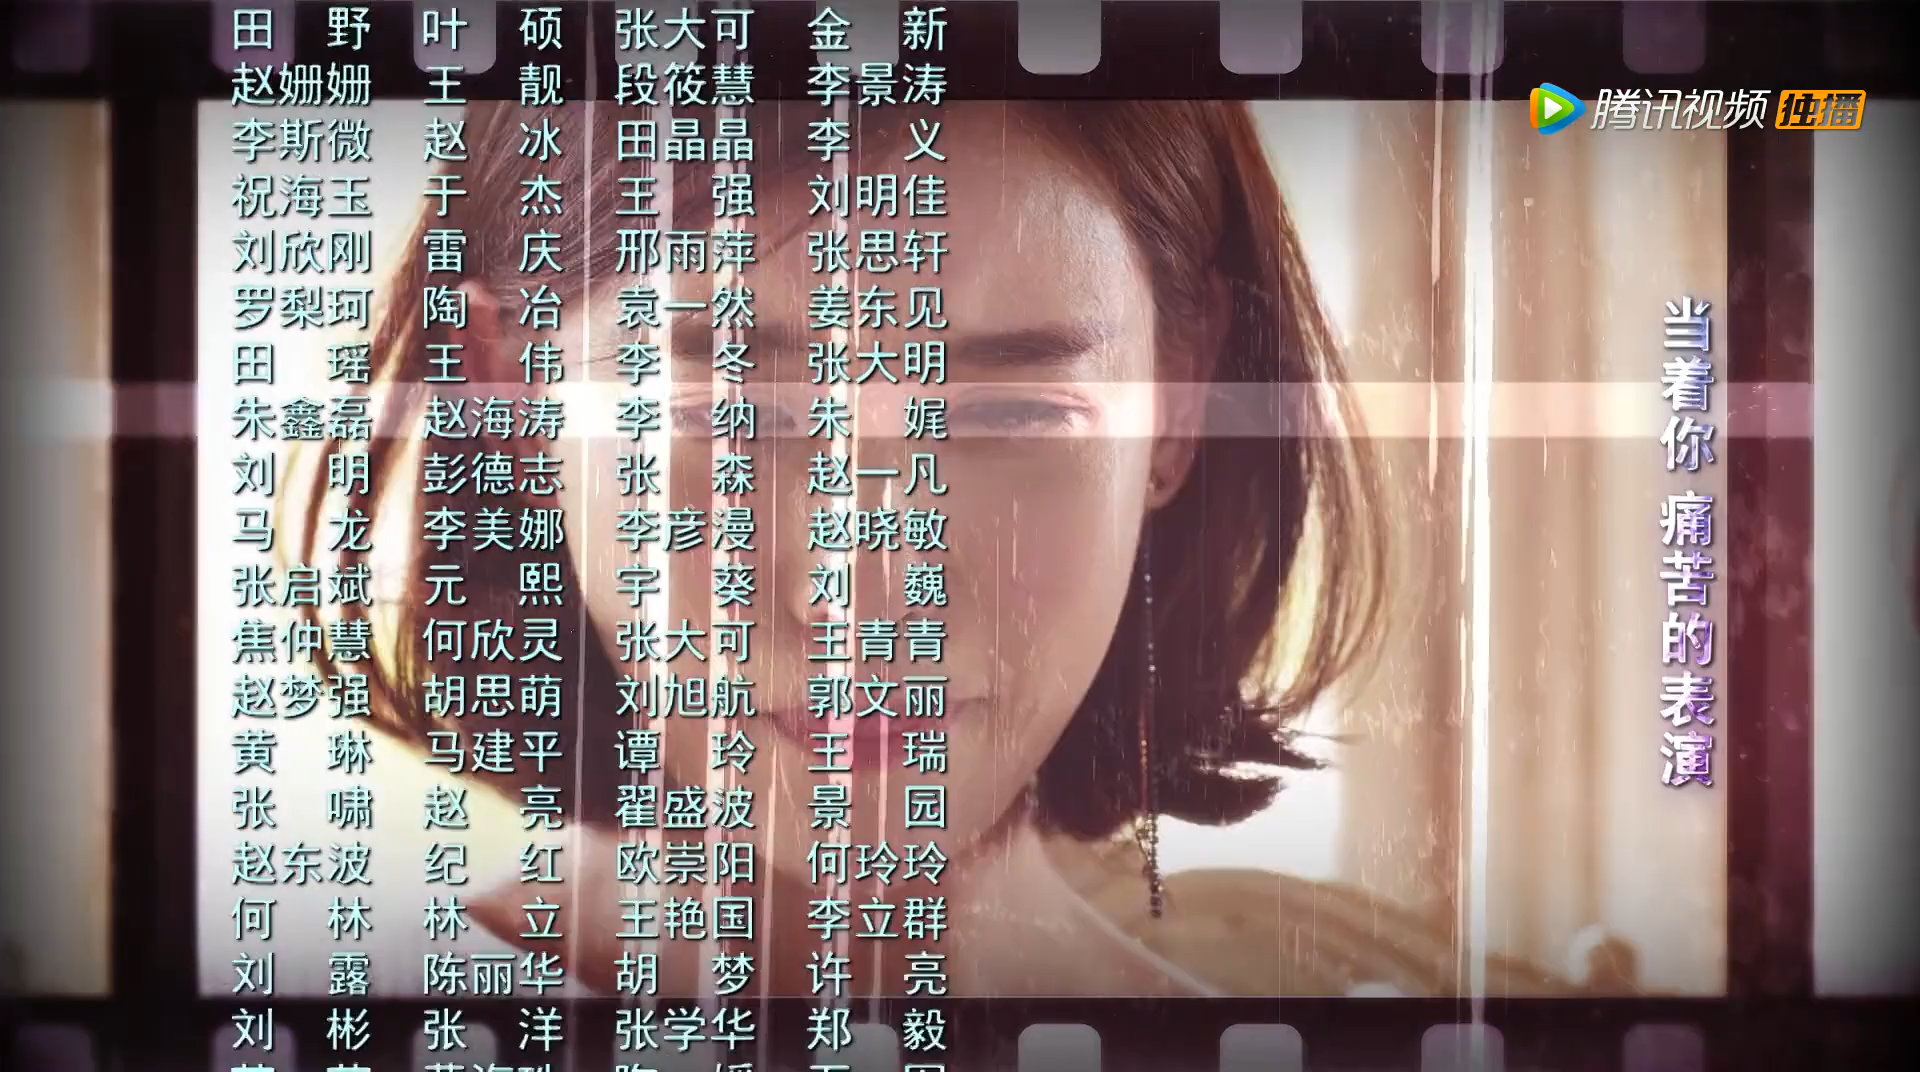 田 野 叶 硕 张大可 金 新
赵姗姗 王 靓 段筱慧 李景涛
李斯微 赵 冰 田晶晶 李 义
祝海玉 于 杰 王 强 刘明佳
刘欣刚 雷 庆 邢雨萍 张思轩
罗梨珂 陶 冶 袁一然 姜东见
田 瑶 王 伟 李 冬 张大明
朱鑫磊 赵海涛 李 纳 朱 娓
刘 明 彭德志 张 森 赵一凡
马 龙 李美娜 李彦漫 赵晓敏
张启斌 元 熙 宇 葵 刘 巍
焦仲慧 何欣灵 张大可 王青青
赵梦强 胡思萌 刘旭航 郭文丽
黄 琳 马建平 谭 玲 王 瑞
张 啸 赵 亮 翟盛波 景 园
赵东波 纪 红 欧崇阳 何玲玲
何 林 林 立 王艳国 李立群
刘 露 陈丽华 胡 梦 许 亮
刘 彬 张 洋 张学华 郑 毅
腾讯视频 独播
当着你 痛苦的表演